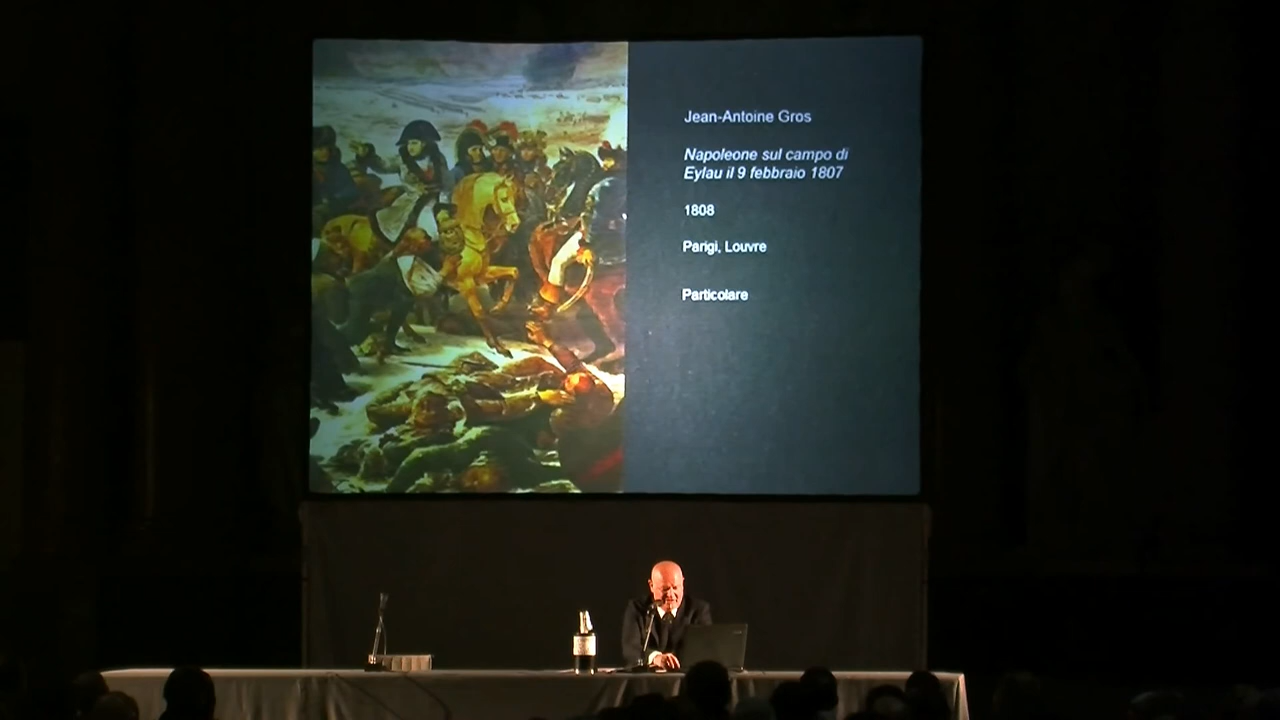 Jean-Antoine Gros
Napoleone sul campo di
Eylau il 9 febbraio 1807
1808
Parigi, Louvre
Particolare